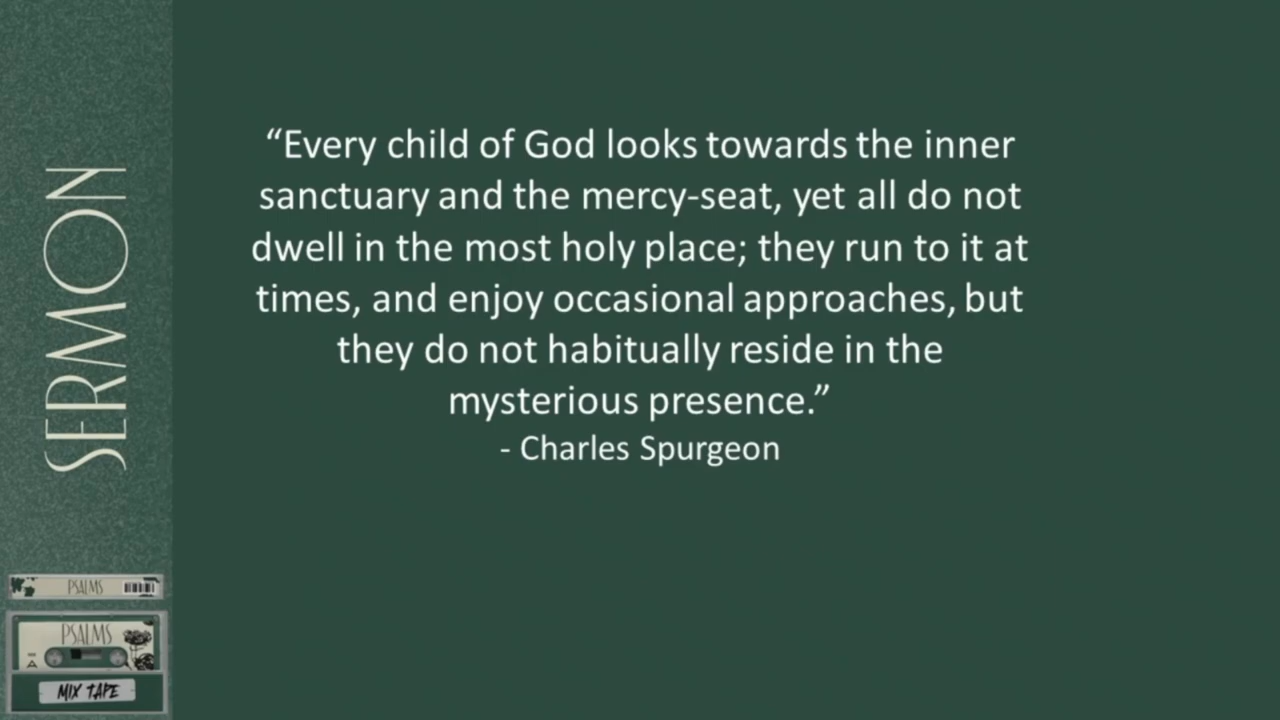 SERMON
“Every child of God looks towards the inner
sanctuary and the mercy-seat, yet all do not
dwell in the most holy place; they run to it at
times, and enjoy occasional approaches, but
they do not habitually reside in the
mysterious presence.”
- Charles Spurgeon
PSALMS
PSALMS
A
MIX TAPE